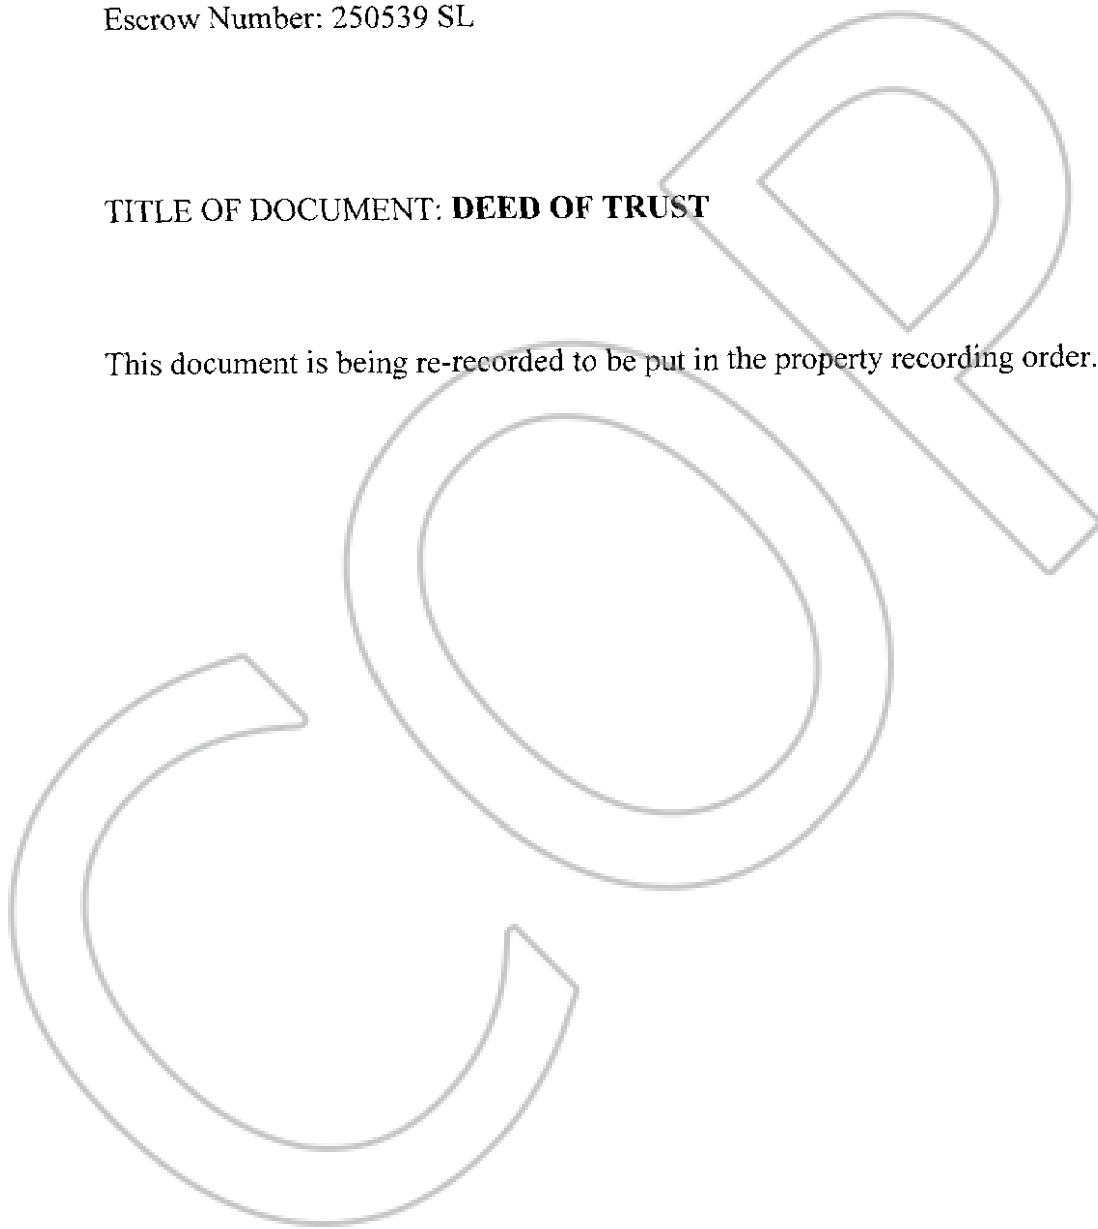 Escrow Number: 250539 SL
TITLE OF DOCUMENT: DEED OF TRUST
This document is being re-recorded to be put in the property recording order.
COP